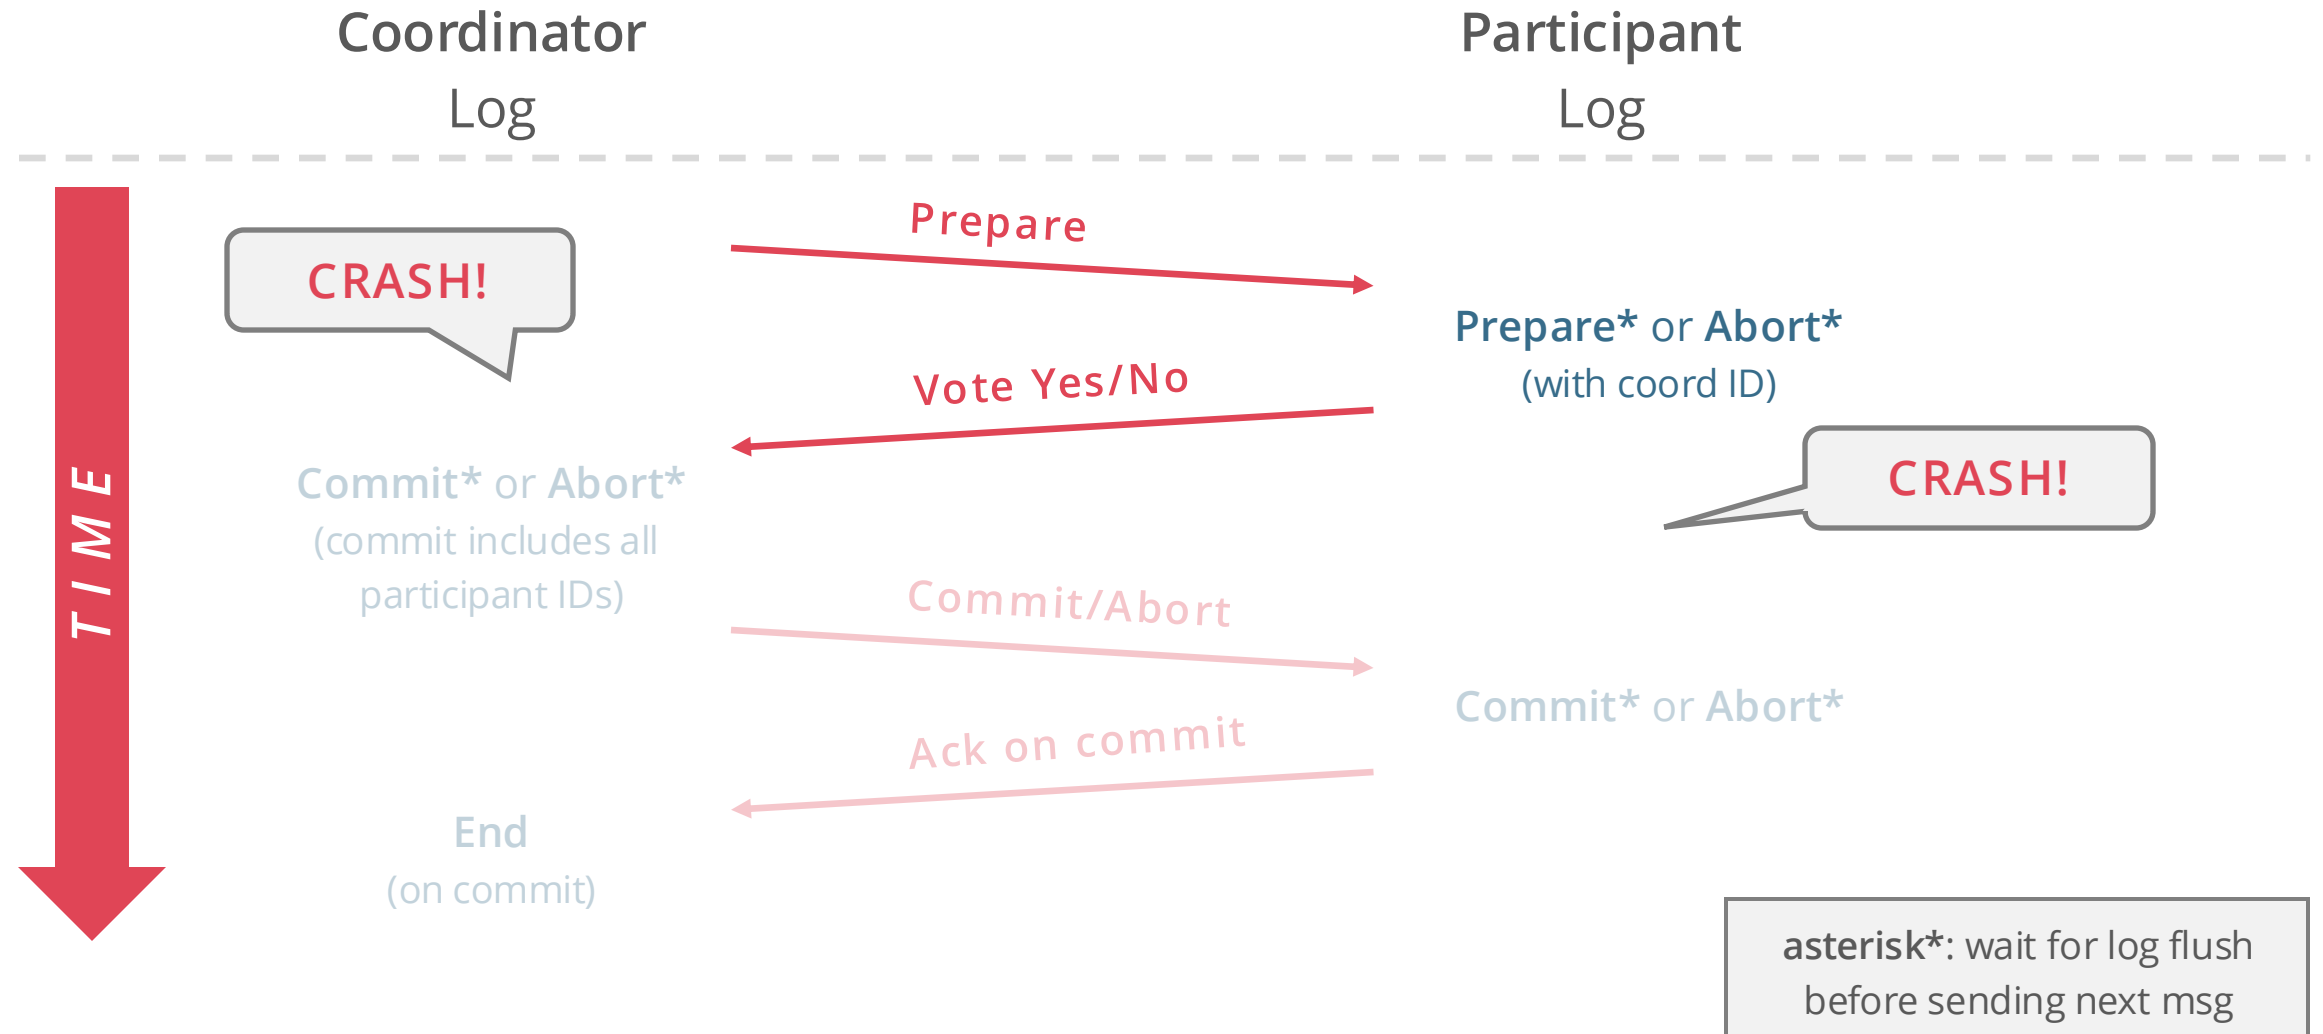 Coordinator
Log
Participant
Log
TIME
CRASH!
Prepare
Prepare* or Abort*
(with coord ID)
Vote Yes/No
CRASH!
Commit* or Abort*
(commit includes all
participant IDs)
Commit/Abort
Commit* or Abort*
Ack on commit
End
(on commit)
asterisk*: wait for log flush
before sending next msg